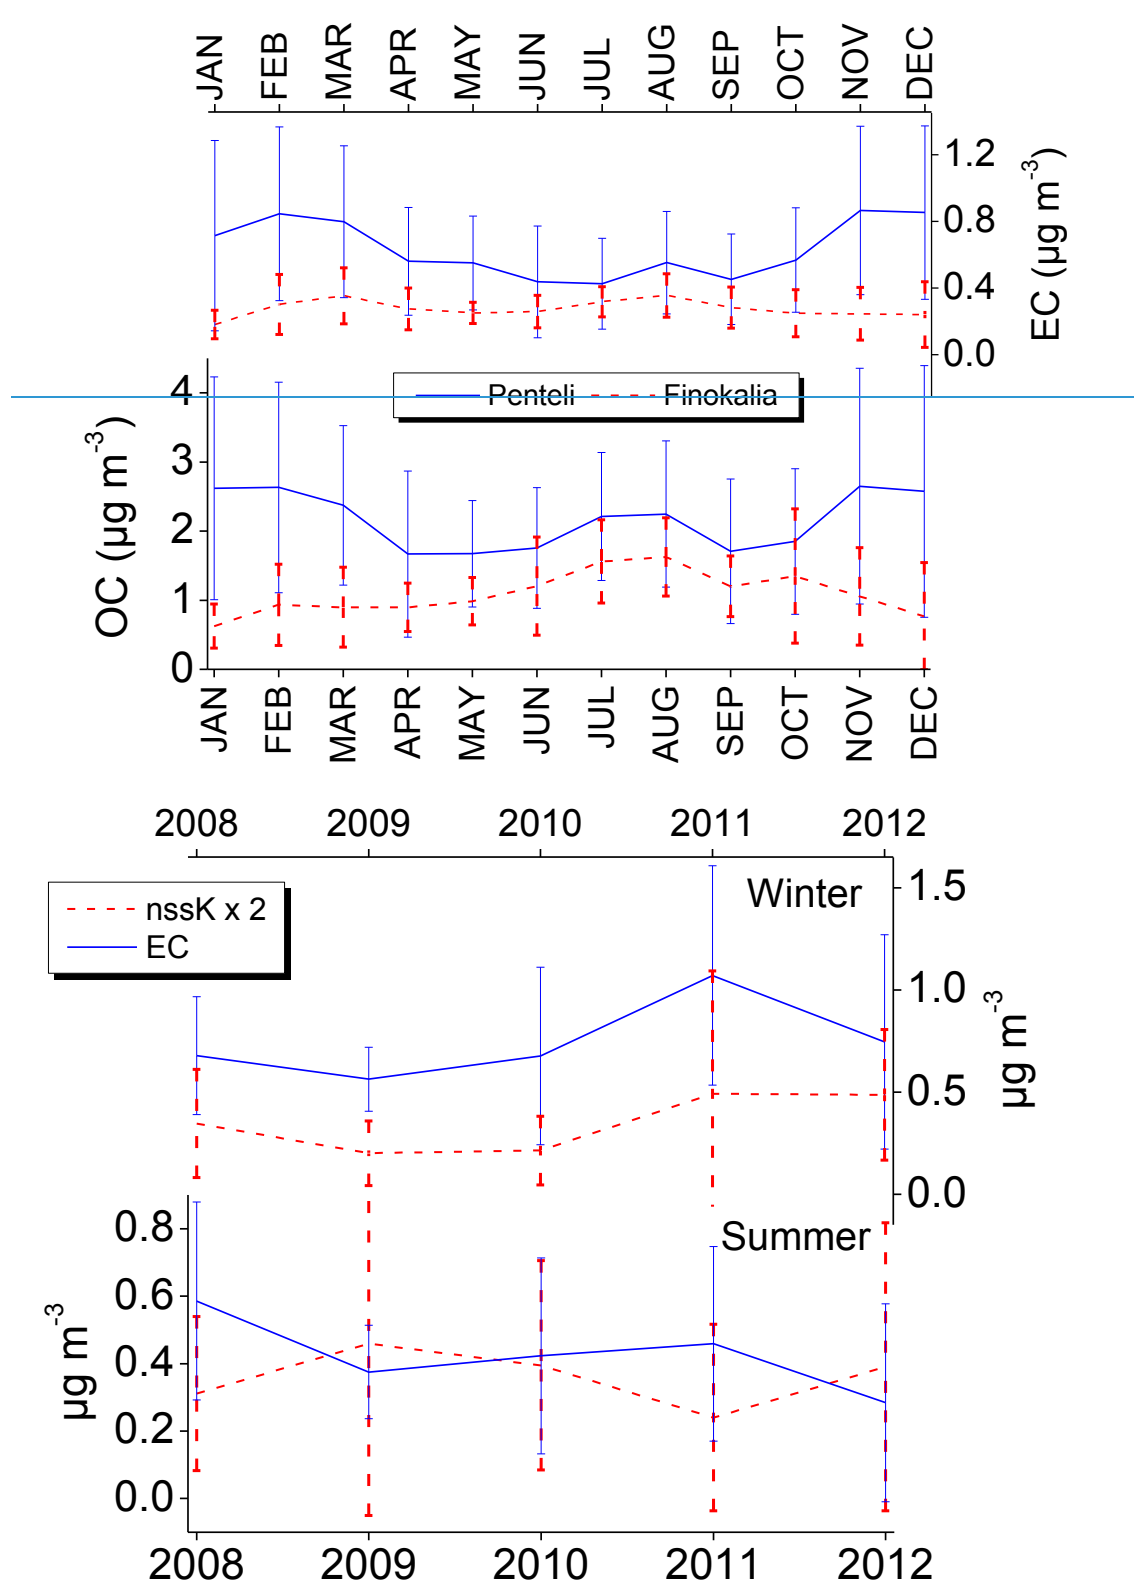 JAN FEB MAR APR MAY JUN JUL AUG SEP OCT NOV DEC
1.2
0.8
0.4
0.0
EC (µg m⁻³)
Penteli Finokalia
4
3
2
1
0
OC (µg m⁻³)
JAN FEB MAR APR MAY JUN JUL AUG SEP OCT NOV DEC
2008 2009 2010 2011 2012
nssK x 2
EC
Winter
1.5
1.0
0.5
0.0
µg m⁻³
Summer
0.8
0.6
0.4
0.2
0.0
µg m⁻³
2008 2009 2010 2011 2012